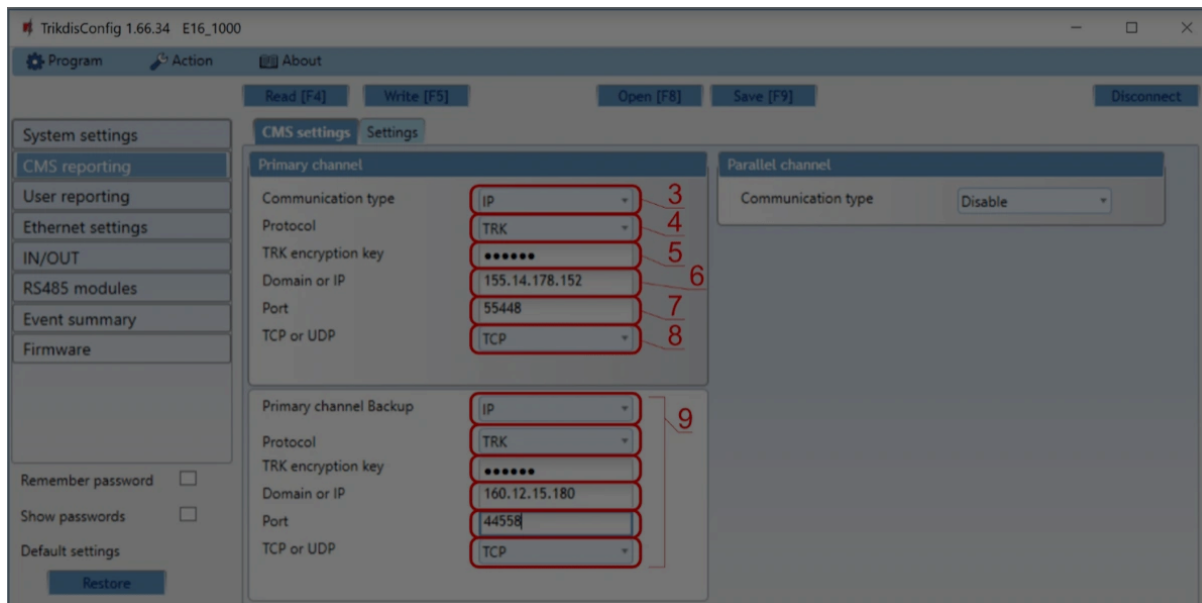 TrikdisConfig 1.66.34 E16_1000
Program Action About
Read [F4] Write [F5] Open [F8] Save [F9] Disconnect
System settings
CMS reporting
User reporting
Ethernet settings
IN/OUT
RS485 modules
Event summary
Firmware
Remember password
Show passwords
Default settings
Restore
CMS settings Settings
Primary channel
Communication type IP 3
Protocol TRK 4
TRK encryption key •••••• 5
Domain or IP 155.14.178.152 6
Port 55448 7
TCP or UDP TCP 8
Primary channel Backup IP
Protocol TRK
TRK encryption key ••••••
Domain or IP 160.12.15.180
Port 44558
TCP or UDP TCP
9
Parallel channel
Communication type Disable